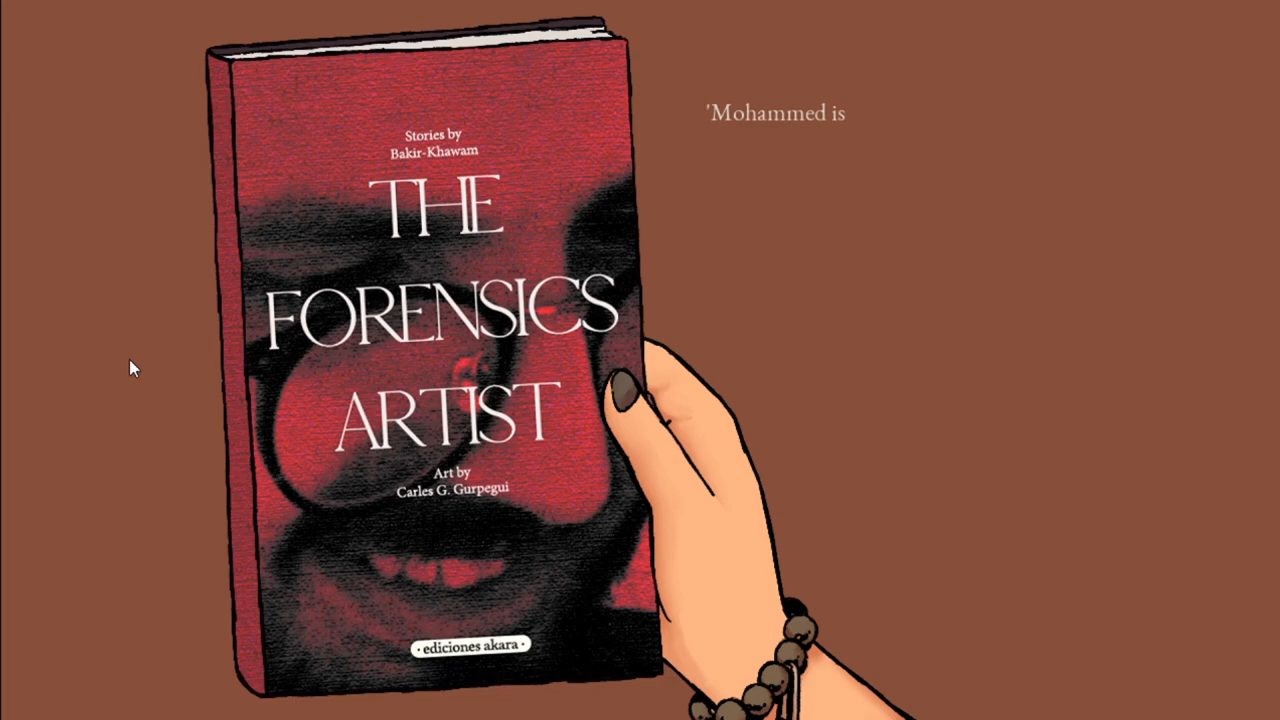 Stories by
Bakir-Khawam
THE
FORENSICS
ARTIST
Art by
Carles G. Gurpegui
· ediciones akara ·
'Mohammed is